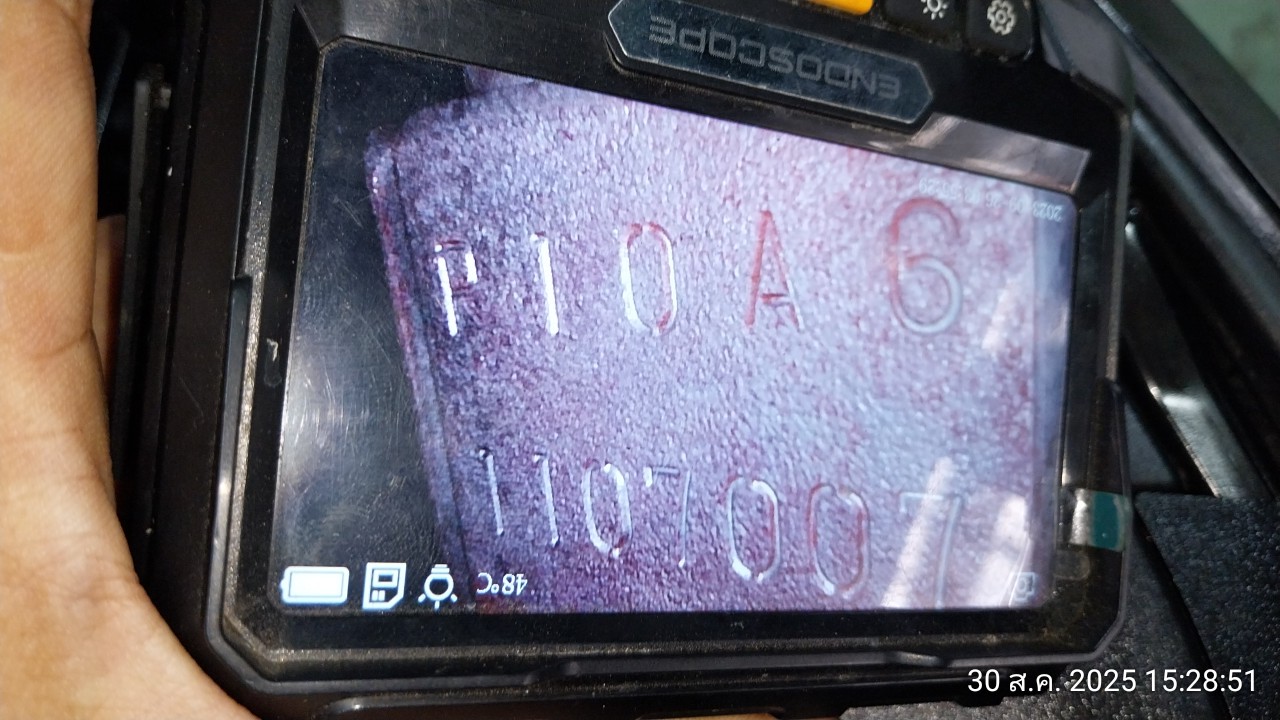 ENDOSCOPE
P10A6
1107007
48°C
30 ส.ค. 2025 15:28:51